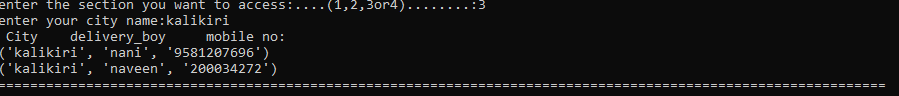 enter the section you want to access:....(1,2,3or4)........:3
enter your city name:kalikiri
City    delivery_boy     mobile no:
('kalikiri', 'nani', '9581207696')
('kalikiri', 'naveen', '200034272')
===============================================================================================================